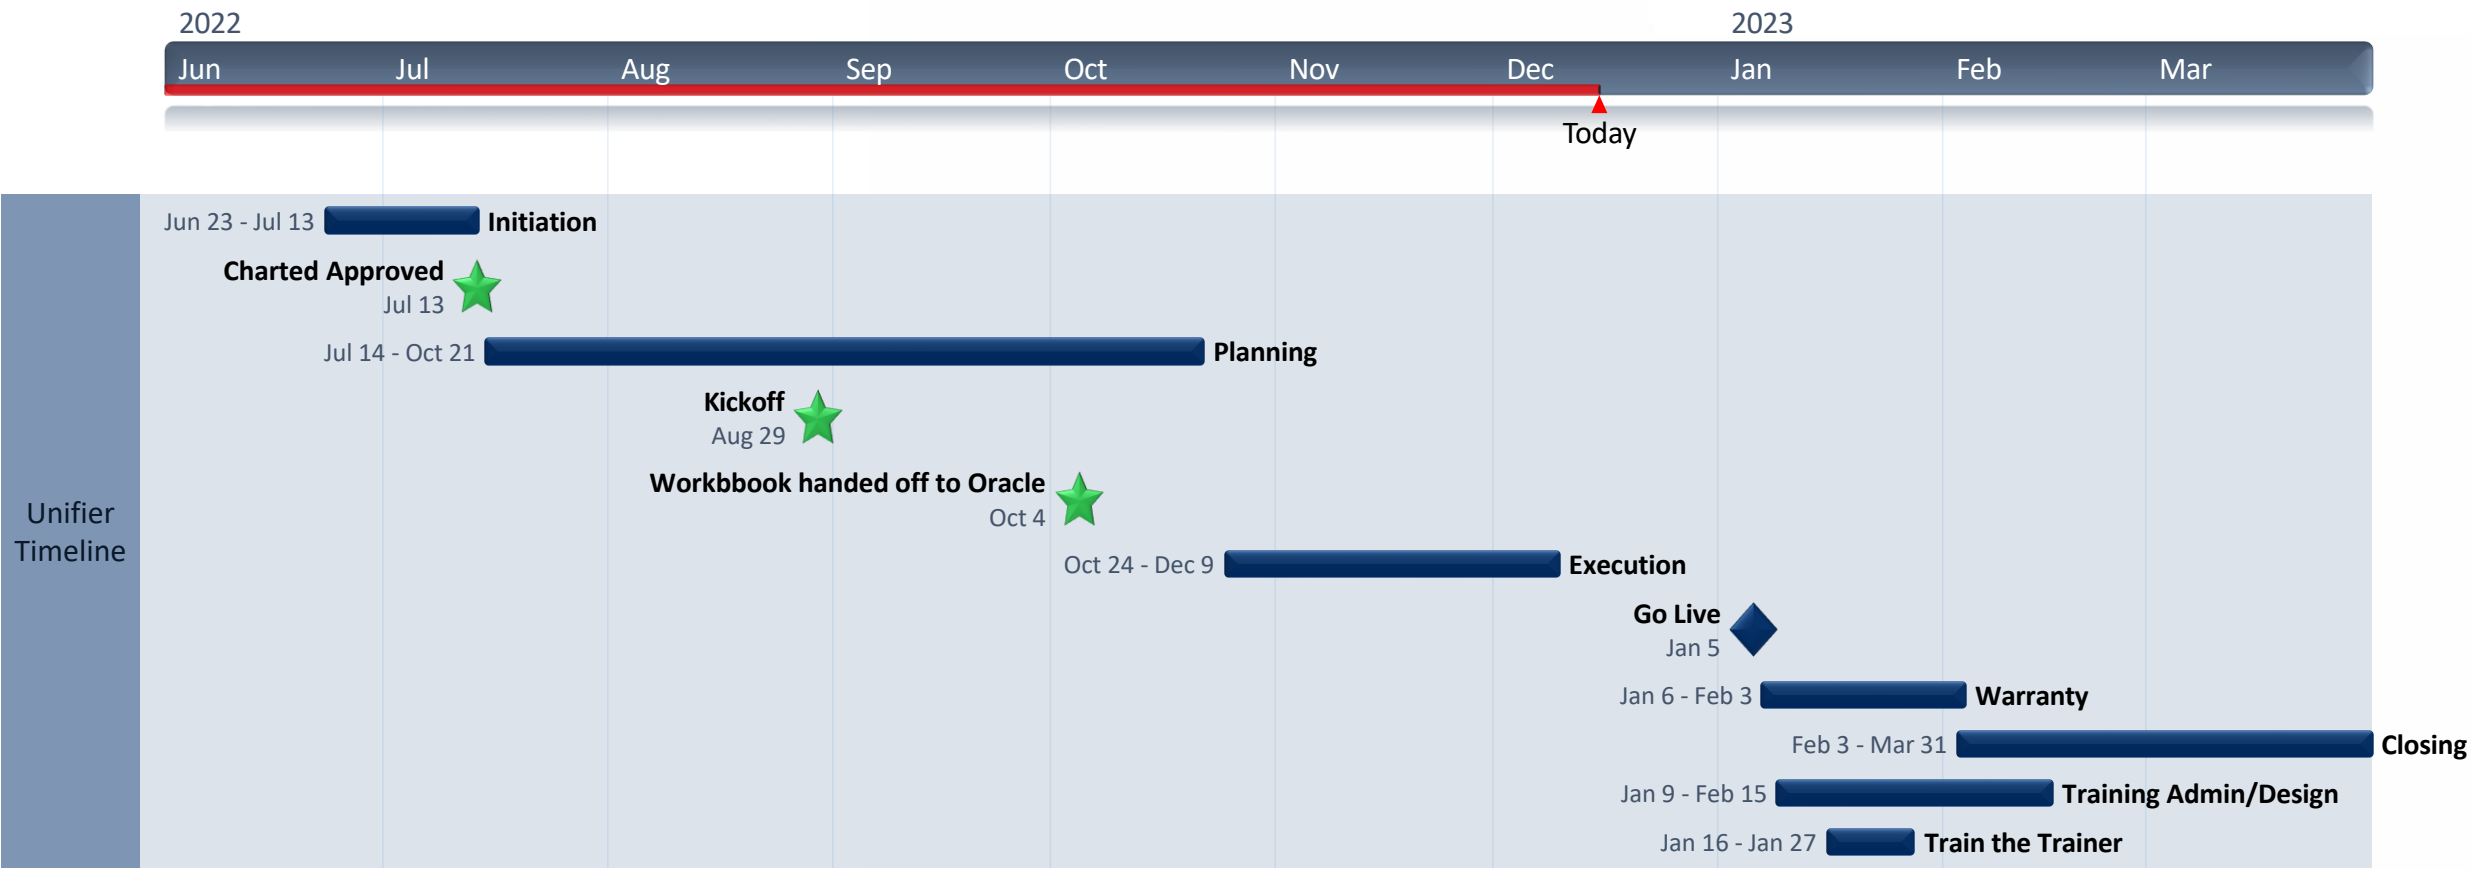 2022
2023
Jun
Jul
Aug
Sep
Oct
Nov
Dec
Jan
Feb
Mar
Today
Unifier
Timeline
Jun 23 - Jul 13
Initiation
Charted Approved
Jul 13
Jul 14 - Oct 21
Planning
Kickoff
Aug 29
Workbbook handed off to Oracle
Oct 4
Oct 24 - Dec 9
Execution
Go Live
Jan 5
Jan 6 - Feb 3
Warranty
Feb 3 - Mar 31
Closing
Jan 9 - Feb 15
Training Admin/Design
Jan 16 - Jan 27
Train the Trainer